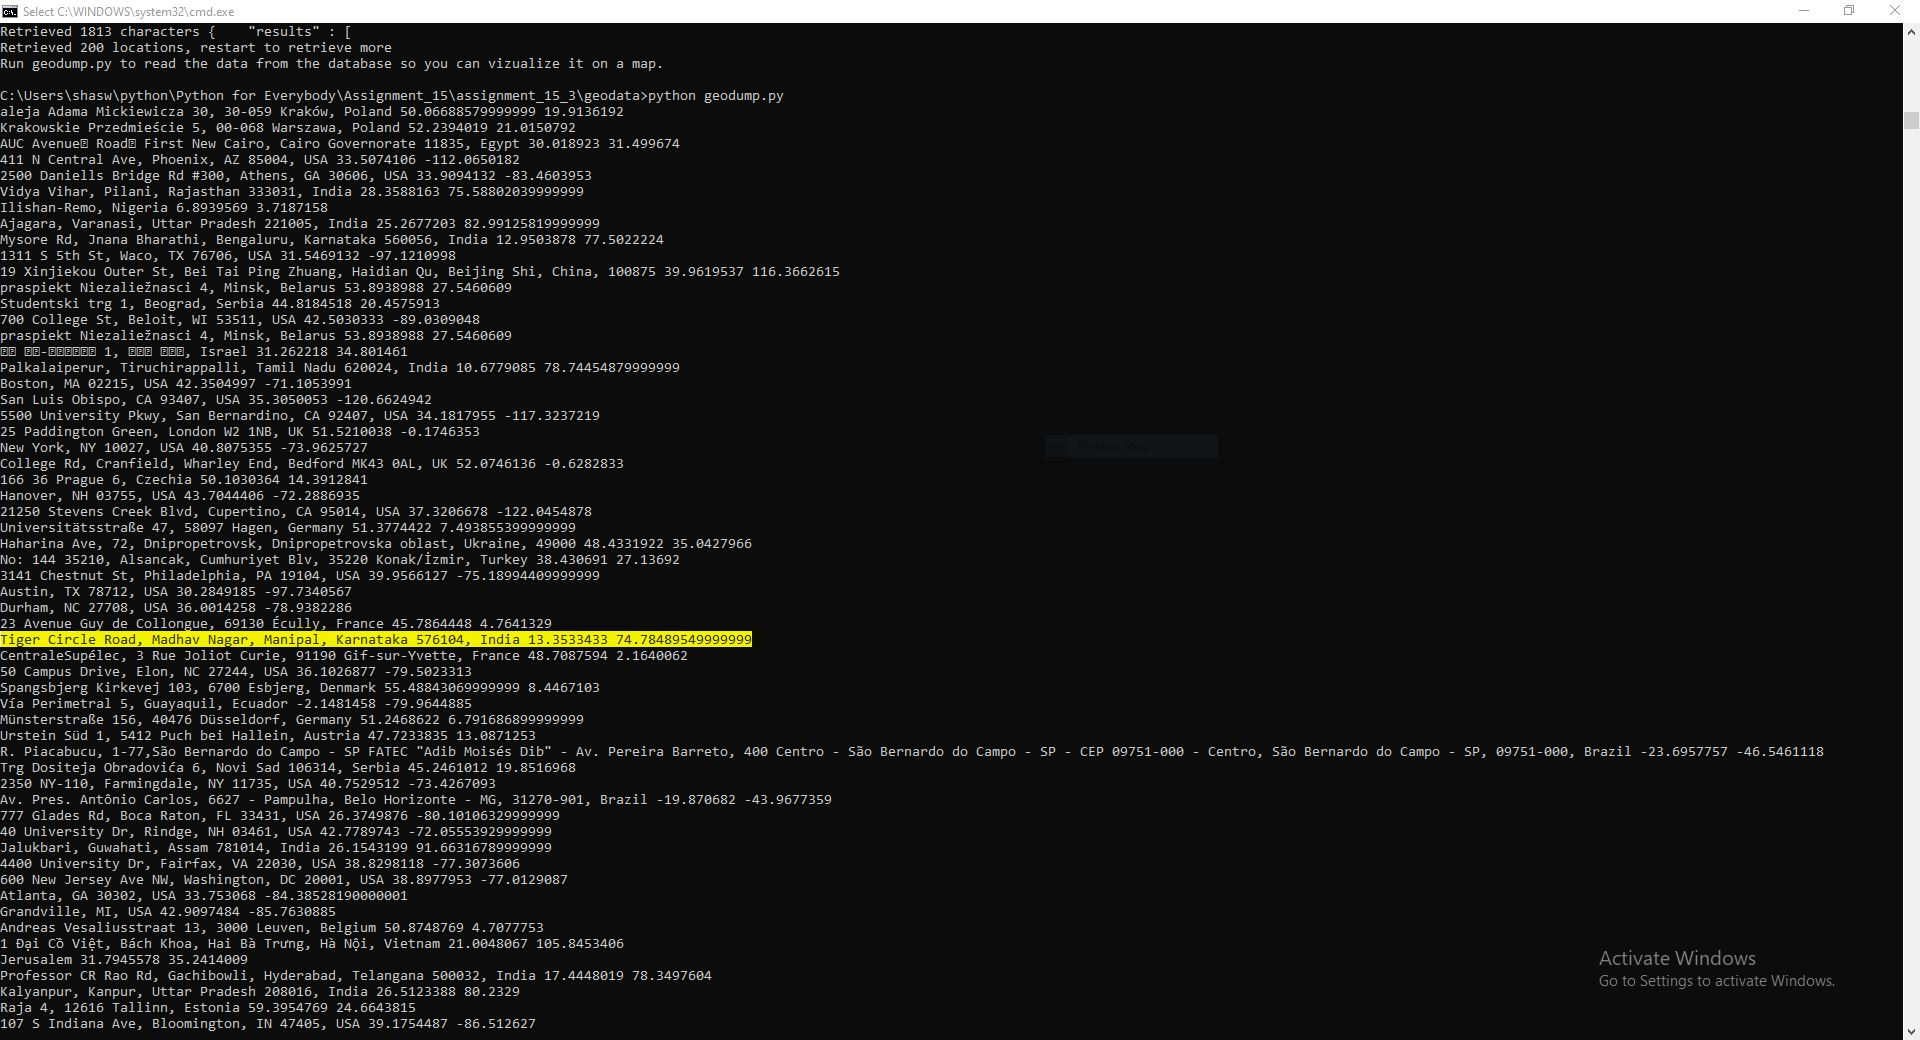 Select C:\WINDOWS\system32\cmd.exe
Retrieved 1813 characters {    "results" : [
Retrieved 200 locations, restart to retrieve more
Run geodump.py to read the data from the database so you can vizualize it on a map.
C:\Users\shasw\python\Python for Everybody\Assignment_15\assignment_15_3\geodata>python geodump.py
aleja Adama Mickiewicza 30, 30-059 Kraków, Poland 50.06688579999999 19.9136192
Krakowskie Przedmieście 5, 00-068 Warszawa, Poland 52.2394019 21.0150792
AUC Avenue Road First New Cairo, Cairo Governorate 11835, Egypt 30.018923 31.499674
411 N Central Ave, Phoenix, AZ 85004, USA 33.5074106 -112.0650182
2500 Daniells Bridge Rd #300, Athens, GA 30606, USA 33.9094132 -83.4603953
Vidya Vihar, Pilani, Rajasthan 333031, India 28.3588163 75.58802039999999
Ilishan-Remo, Nigeria 6.8939569 3.7187158
Ajagara, Varanasi, Uttar Pradesh 221005, India 25.2677203 82.99125819999999
Mysore Rd, Jnana Bharathi, Bengaluru, Karnataka 560056, India 12.9503878 77.5022224
1311 S 5th St, Waco, TX 76706, USA 31.5469132 -97.1210998
19 Xinjiekou Outer St, Bei Tai Ping Zhuang, Haidian Qu, Beijing Shi, China, 100875 39.9619537 116.3662615
praspiekt Niezaliežnasci 4, Minsk, Belarus 53.8938988 27.5460609
Studentski trg 1, Beograd, Serbia 44.8184518 20.4575913
700 College St, Beloit, WI 53511, USA 42.5030333 -89.0309048
praspiekt Niezaliežnasci 4, Minsk, Belarus 53.8938988 27.5460609
1, Israel 31.262218 34.801461
Palkalaiperur, Tiruchirappalli, Tamil Nadu 620024, India 10.6779085 78.74454879999999
Boston, MA 02215, USA 42.3504997 -71.1053991
San Luis Obispo, CA 93407, USA 35.3050053 -120.6624942
5500 University Pkwy, San Bernardino, CA 92407, USA 34.1817955 -117.3237219
25 Paddington Green, London W2 1NB, UK 51.5210038 -0.1746353
New York, NY 10027, USA 40.8075355 -73.9625727
College Rd, Cranfield, Wharley End, Bedford MK43 0AL, UK 52.0746136 -0.6282833
166 36 Prague 6, Czechia 50.1030364 14.3912841
Hanover, NH 03755, USA 43.7044406 -72.2886935
21250 Stevens Creek Blvd, Cupertino, CA 95014, USA 37.3206678 -122.0454878
Universitätsstraße 47, 58097 Hagen, Germany 51.3774422 7.493855399999999
Haharina Ave, 72, Dnipropetrovsk, Dnipropetrovska oblast, Ukraine, 49000 48.4331922 35.0427966
No: 144 35210, Alsancak, Cumhuriyet Blv, 35220 Konak/İzmir, Turkey 38.430691 27.13692
3141 Chestnut St, Philadelphia, PA 19104, USA 39.9566127 -75.18994409999999
Austin, TX 78712, USA 30.2849185 -97.7340567
Durham, NC 27708, USA 36.0014258 -78.9382286
23 Avenue Guy de Collongue, 69130 Écully, France 45.7864448 4.7641329
Tiger Circle Road, Madhav Nagar, Manipal, Karnataka 576104, India 13.3533433 74.78489549999999
CentraleSupélec, 3 Rue Joliot Curie, 91190 Gif-sur-Yvette, France 48.7087594 2.1640062
50 Campus Drive, Elon, NC 27244, USA 36.1026877 -79.5023313
Spangsbjerg Kirkevej 103, 6700 Esbjerg, Denmark 55.48843069999999 8.4467103
Vía Perimetral 5, Guayaquil, Ecuador -2.1481458 -79.9644885
Münsterstraße 156, 40476 Düsseldorf, Germany 51.2468622 6.791686899999999
Urstein Süd 1, 5412 Puch bei Hallein, Austria 47.7233835 13.0871253
R. Piacabucu, 1-77,São Bernardo do Campo - SP FATEC "Adib Moisés Dib" - Av. Pereira Barreto, 400 Centro - São Bernardo do Campo - SP - CEP 09751-000 - Centro, São Bernardo do Campo - SP, 09751-000, Brazil -23.6957757 -46.5461118
Trg Dositeja Obradovića 6, Novi Sad 106314, Serbia 45.2461012 19.8516968
2350 NY-110, Farmingdale, NY 11735, USA 40.7529512 -73.4267093
Av. Pres. Antônio Carlos, 6627 - Pampulha, Belo Horizonte - MG, 31270-901, Brazil -19.870682 -43.9677359
777 Glades Rd, Boca Raton, FL 33431, USA 26.3749876 -80.10106329999999
40 University Dr, Rindge, NH 03461, USA 42.7789743 -72.05553929999999
Jalukbari, Guwahati, Assam 781014, India 26.1543199 91.66316789999999
4400 University Dr, Fairfax, VA 22030, USA 38.8298118 -77.3073606
600 New Jersey Ave NW, Washington, DC 20001, USA 38.8977953 -77.0129087
Atlanta, GA 30302, USA 33.753068 -84.38528190000001
Grandville, MI, USA 42.9097484 -85.7630885
Andreas Vesaliusstraat 13, 3000 Leuven, Belgium 50.8748769 4.7077753
1 Đại Cồ Việt, Bách Khoa, Hai Bà Trưng, Hà Nội, Vietnam 21.0048067 105.8453406
Jerusalem 31.7945578 35.2414009
Professor CR Rao Rd, Gachibowli, Hyderabad, Telangana 500032, India 17.4448019 78.3497604
Kalyanpur, Kanpur, Uttar Pradesh 208016, India 26.5123388 80.2329
Raja 4, 12616 Tallinn, Estonia 59.3954769 24.6643815
107 S Indiana Ave, Bloomington, IN 47405, USA 39.1754487 -86.512627
Activate Windows
Go to Settings to activate Windows.